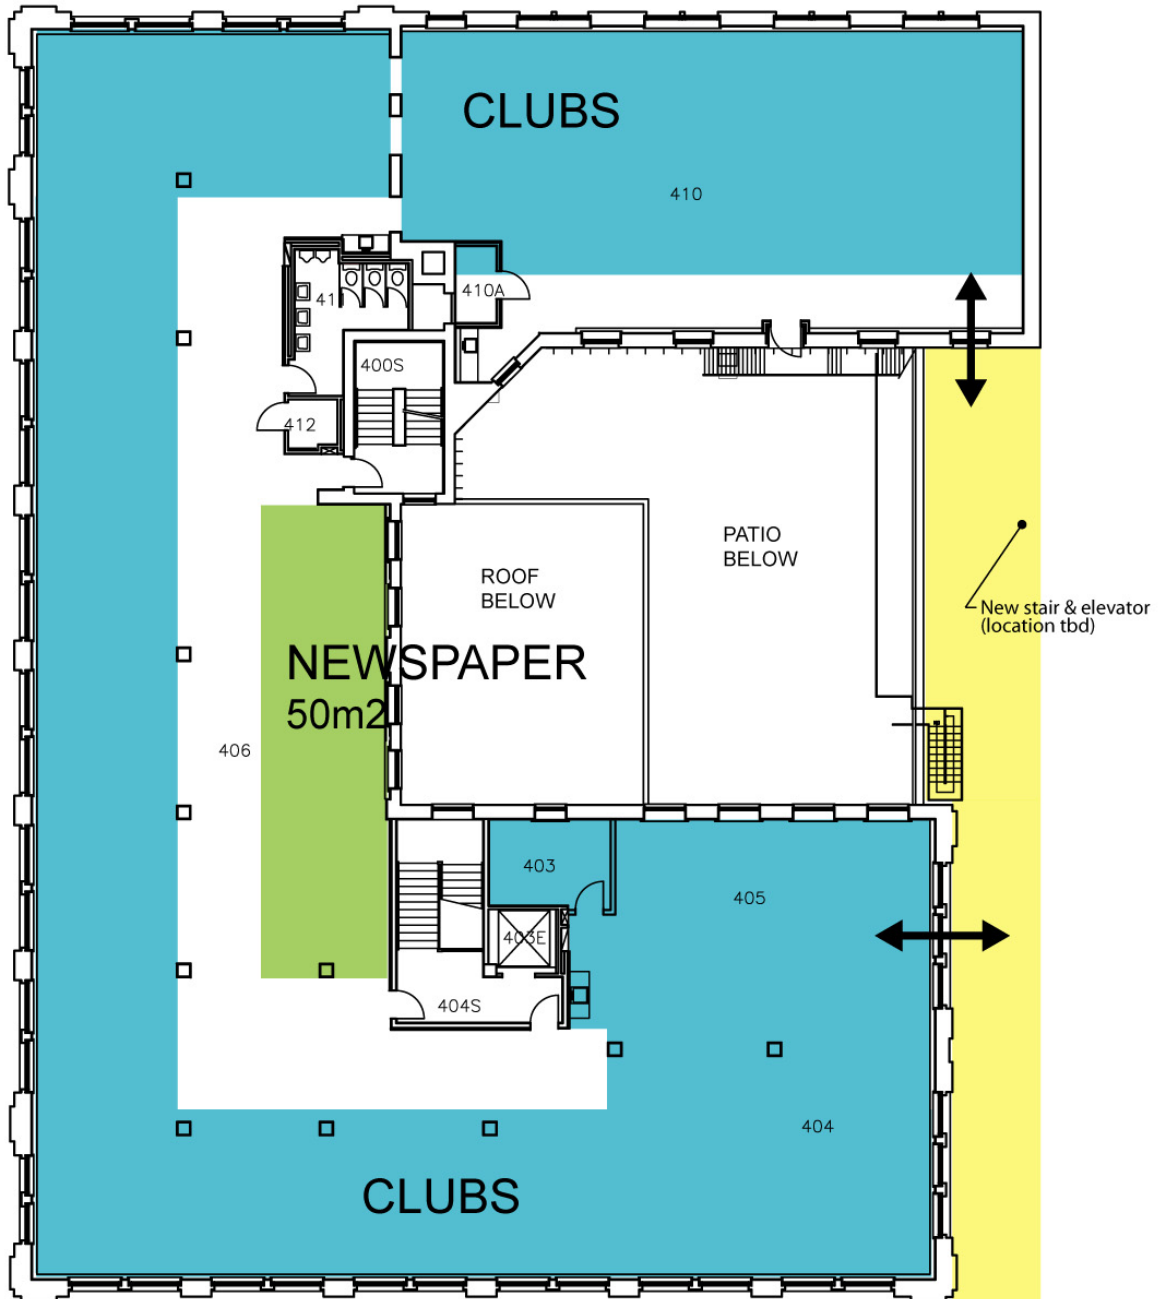 CLUBS
410
410A
411
400S
412
PATIO
BELOW
ROOF
BELOW
New stair & elevator
(location tbd)
NEWSPAPER
50m2
406
403
405
403E
404S
404
CLUBS